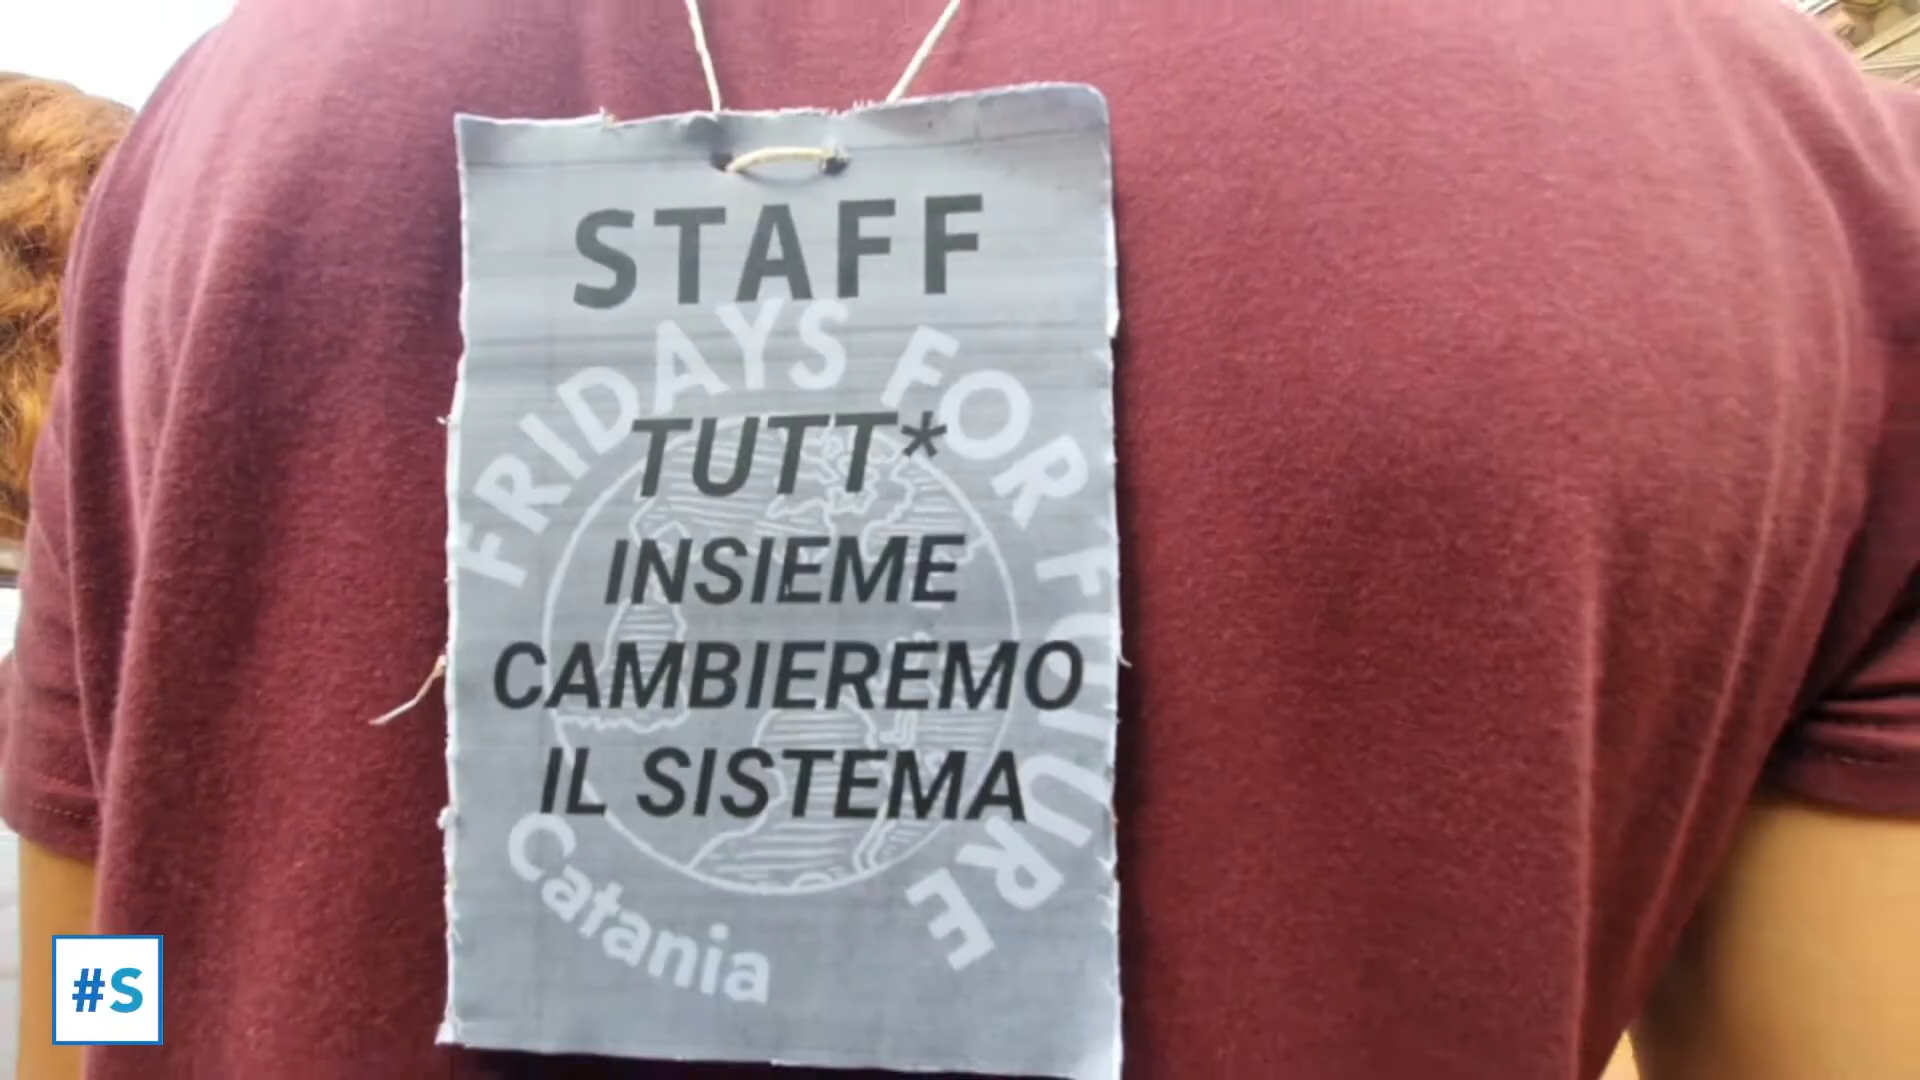 STAFF
FRIDAYS FOR FUTURE
TUTT*
INSIEME
CAMBIEREMO
IL SISTEMA
Catania
#S